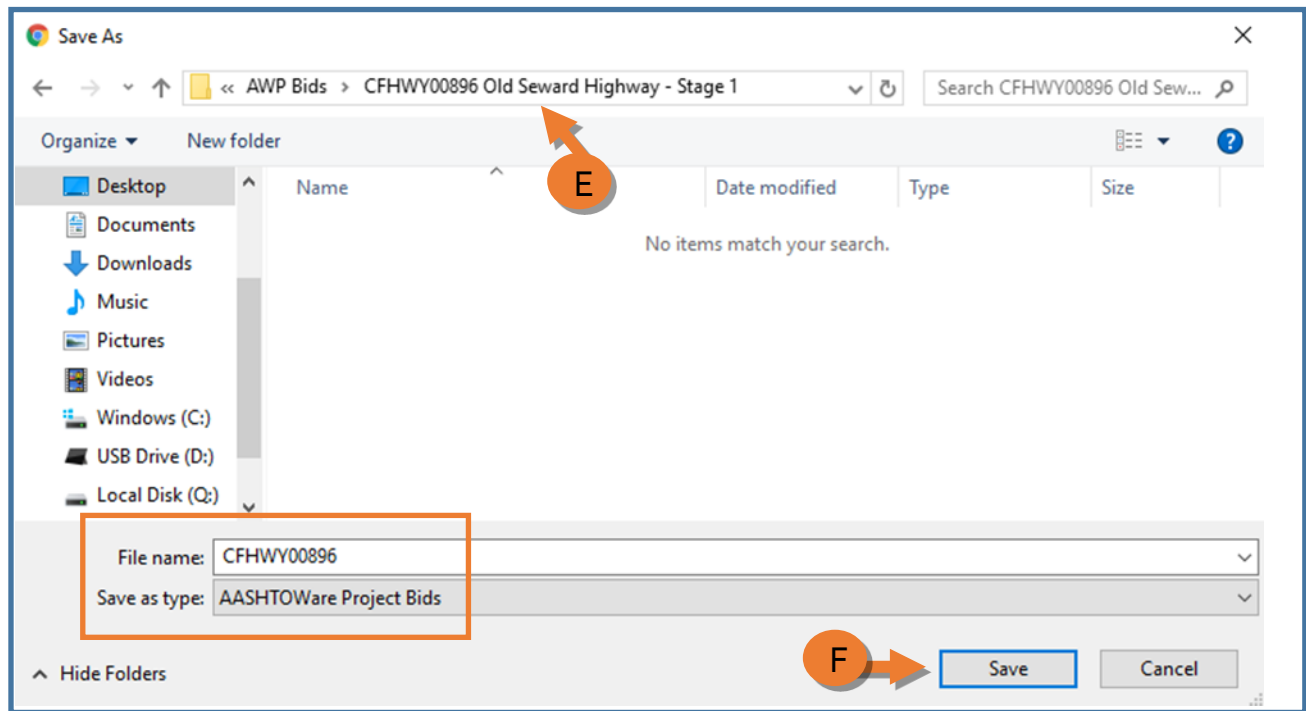 Save As
« AWP Bids > CFHWY00896 Old Seward Highway - Stage 1
Search CFHWY00896 Old Sew...
Organize
New folder
?
E
Desktop
Documents
Downloads
Music
Pictures
Videos
Windows (C:)
USB Drive (D:)
Local Disk (Q:)
Name
Date modified
Type
Size
No items match your search.
File name: CFHWY00896
Save as type: AASHTOWare Project Bids
F
Hide Folders
Save
Cancel